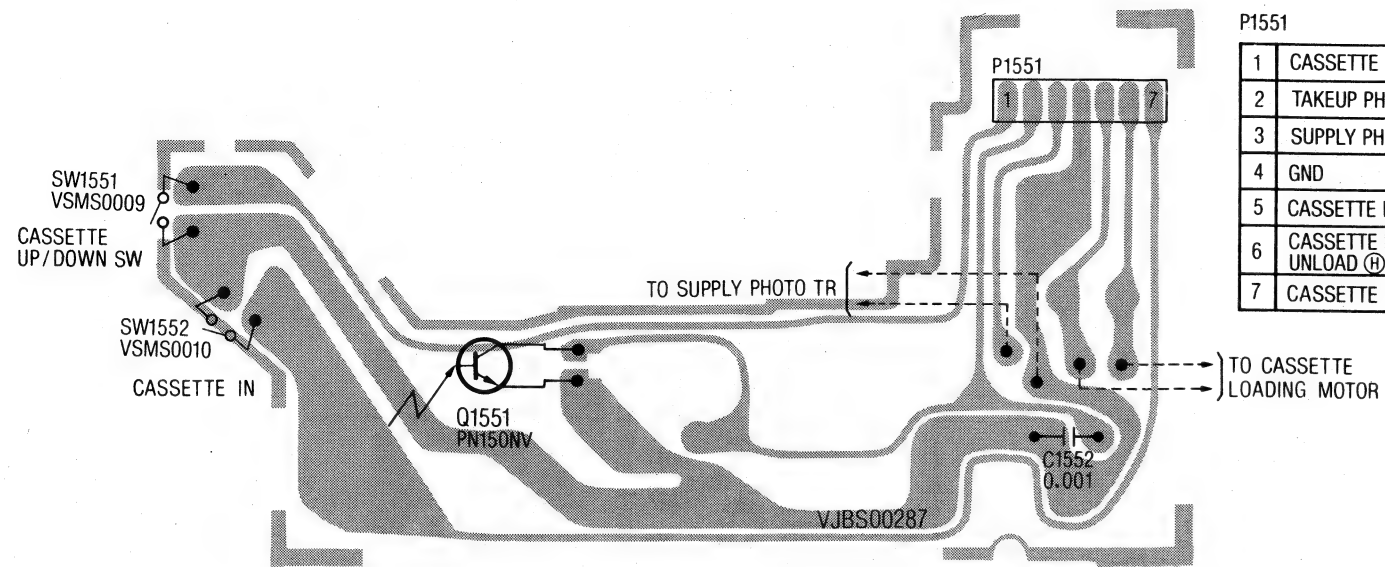 P1551
P1551
1 7
1 CASSETTE
2 TAKEUP PH
3 SUPPLY PH
4 GND
5 CASSETTE
6 CASSETTE
UNLOAD Ⓗ
7 CASSETTE
SW1551
VSMS0009
CASSETTE
UP/DOWN SW
TO SUPPLY PHOTO TR
SW1552
VSMS0010
CASSETTE IN
Q1551
PN150NV
TO CASSETTE
LOADING MOTOR
C1552
0.001
VJBS00287